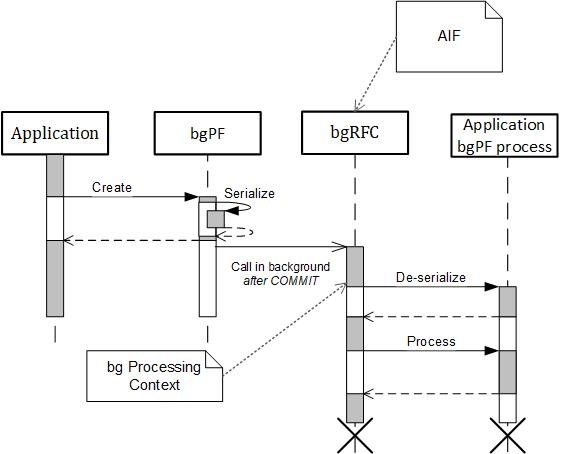 AIF
Application
bgPF
bgRFC
Application
bgPF process
Create
Serialize
Call in background
after COMMIT
De-serialize
Process
bg Processing
Context